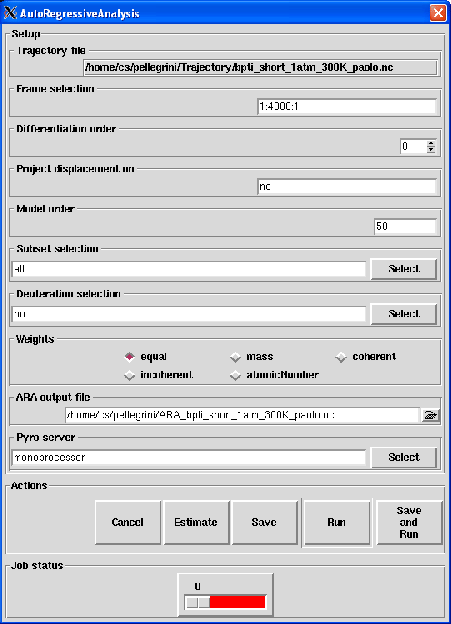 AutoRegressiveAnalysis
Setup
Trajectory file
/home/cs/pellegrini/Trajectory/bpti_short_1atm_300K_paolo.nc
Frame selection
1:4000:1
Differentiation order
0
Project displacement on
no
Model order
50
Subset selection
all
Select
Deuteration selection
no
Select
Weights
equal
mass
coherent
incoherent
atomicNumber
ARA output file
/home/cs/pellegrini/ARA_bpti_short_1atm_300K_paolo.nc
Pyro server
monoprocessor
Select
Actions
Cancel
Estimate
Save
Run
Save
and
Run
Job status
0